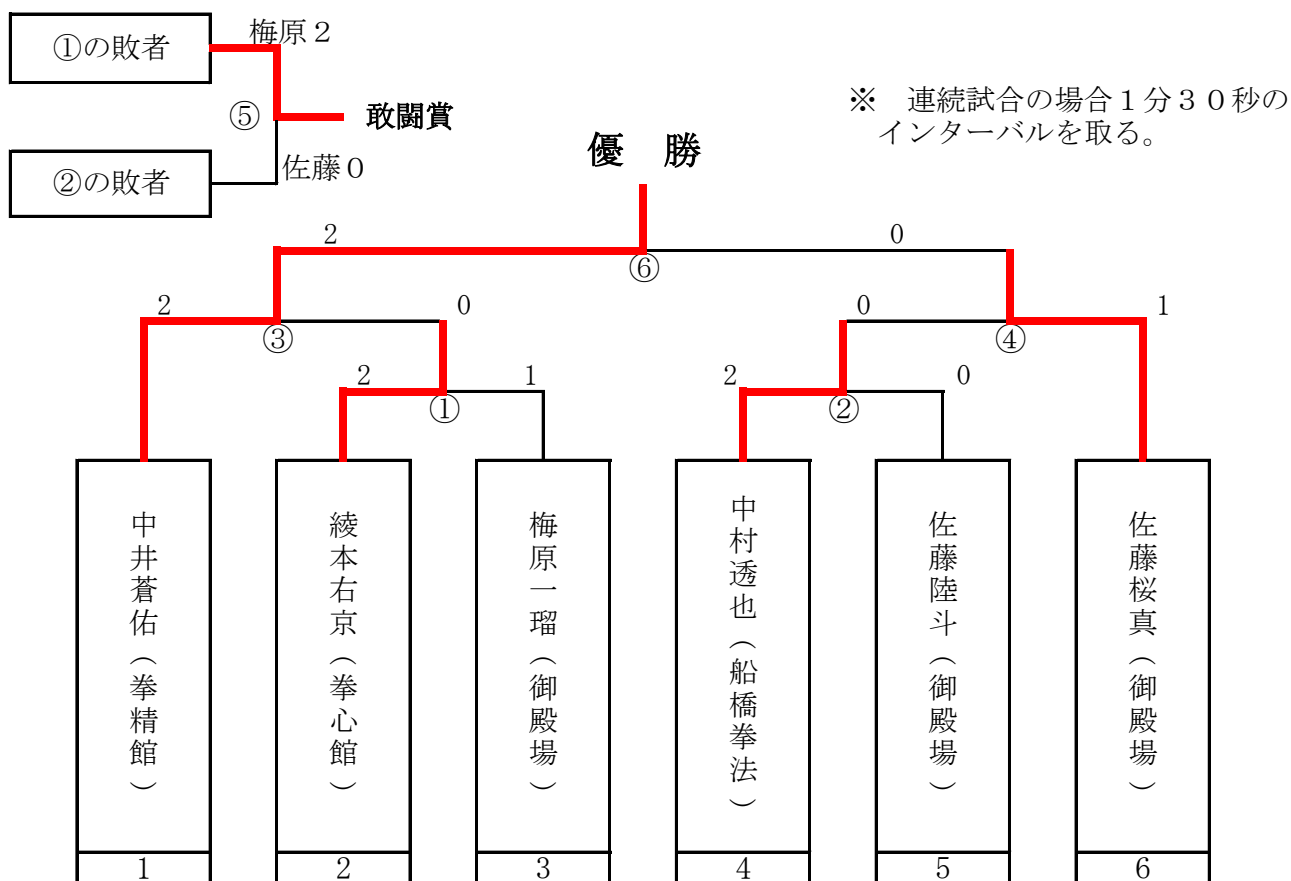 梅原２
①の敗者
⑤
敢闘賞
②の敗者
佐藤０
※　連続試合の場合１分３０秒の
インターバルを取る。
優　勝
2
0
⑥
2
0
③
0
1
④
2
1
①
2
0
②
中井蒼佑（拳精館）
綾本右京（拳心館）
梅原一瑠（御殿場）
中村透也（船橋拳法）
佐藤陸斗（御殿場）
佐藤桜真（御殿場）
1
2
3
4
5
6